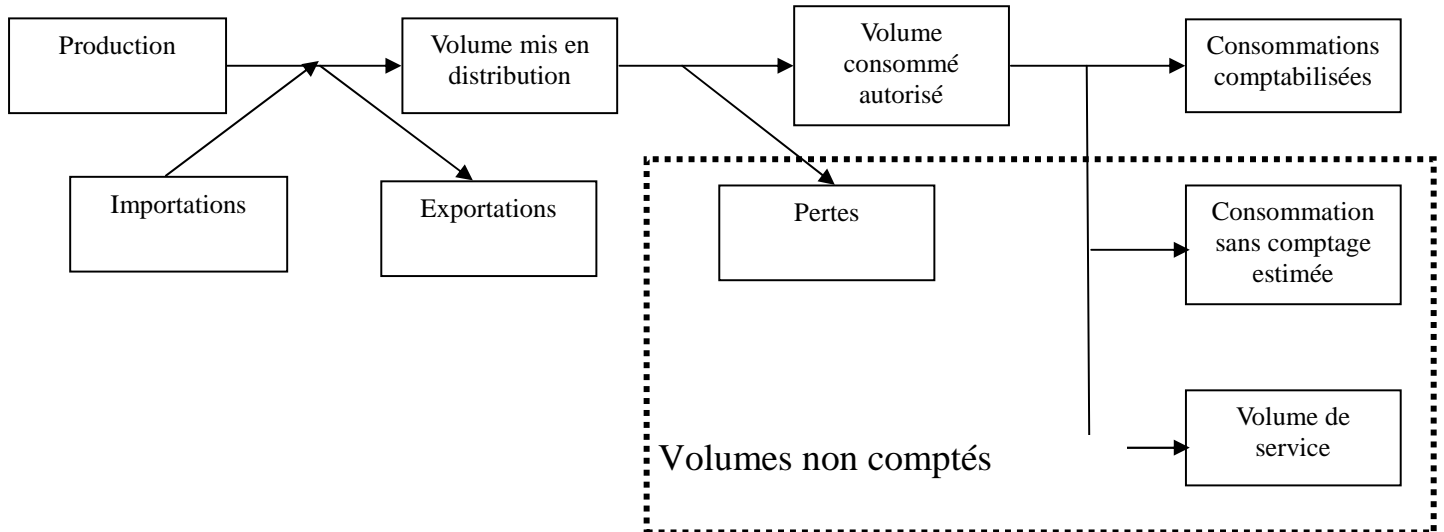 Production
Volume mis en
distribution
Volume
consommé
autorisé
Consommations
comptabilisées
Importations
Exportations
Pertes
Consommation
sans comptage
estimée
Volumes non comptés
Volume de
service